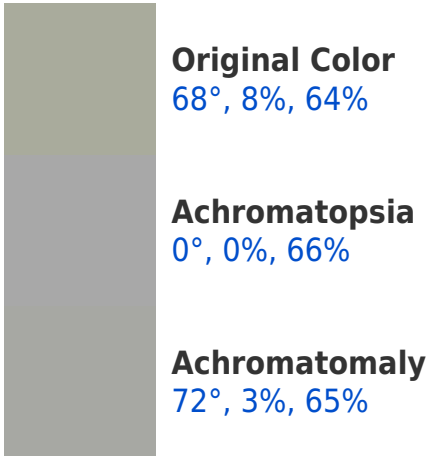 Original Color
68°, 8%, 64%
Achromatopsia
0°, 0%, 66%
Achromatomaly
72°, 3%, 65%